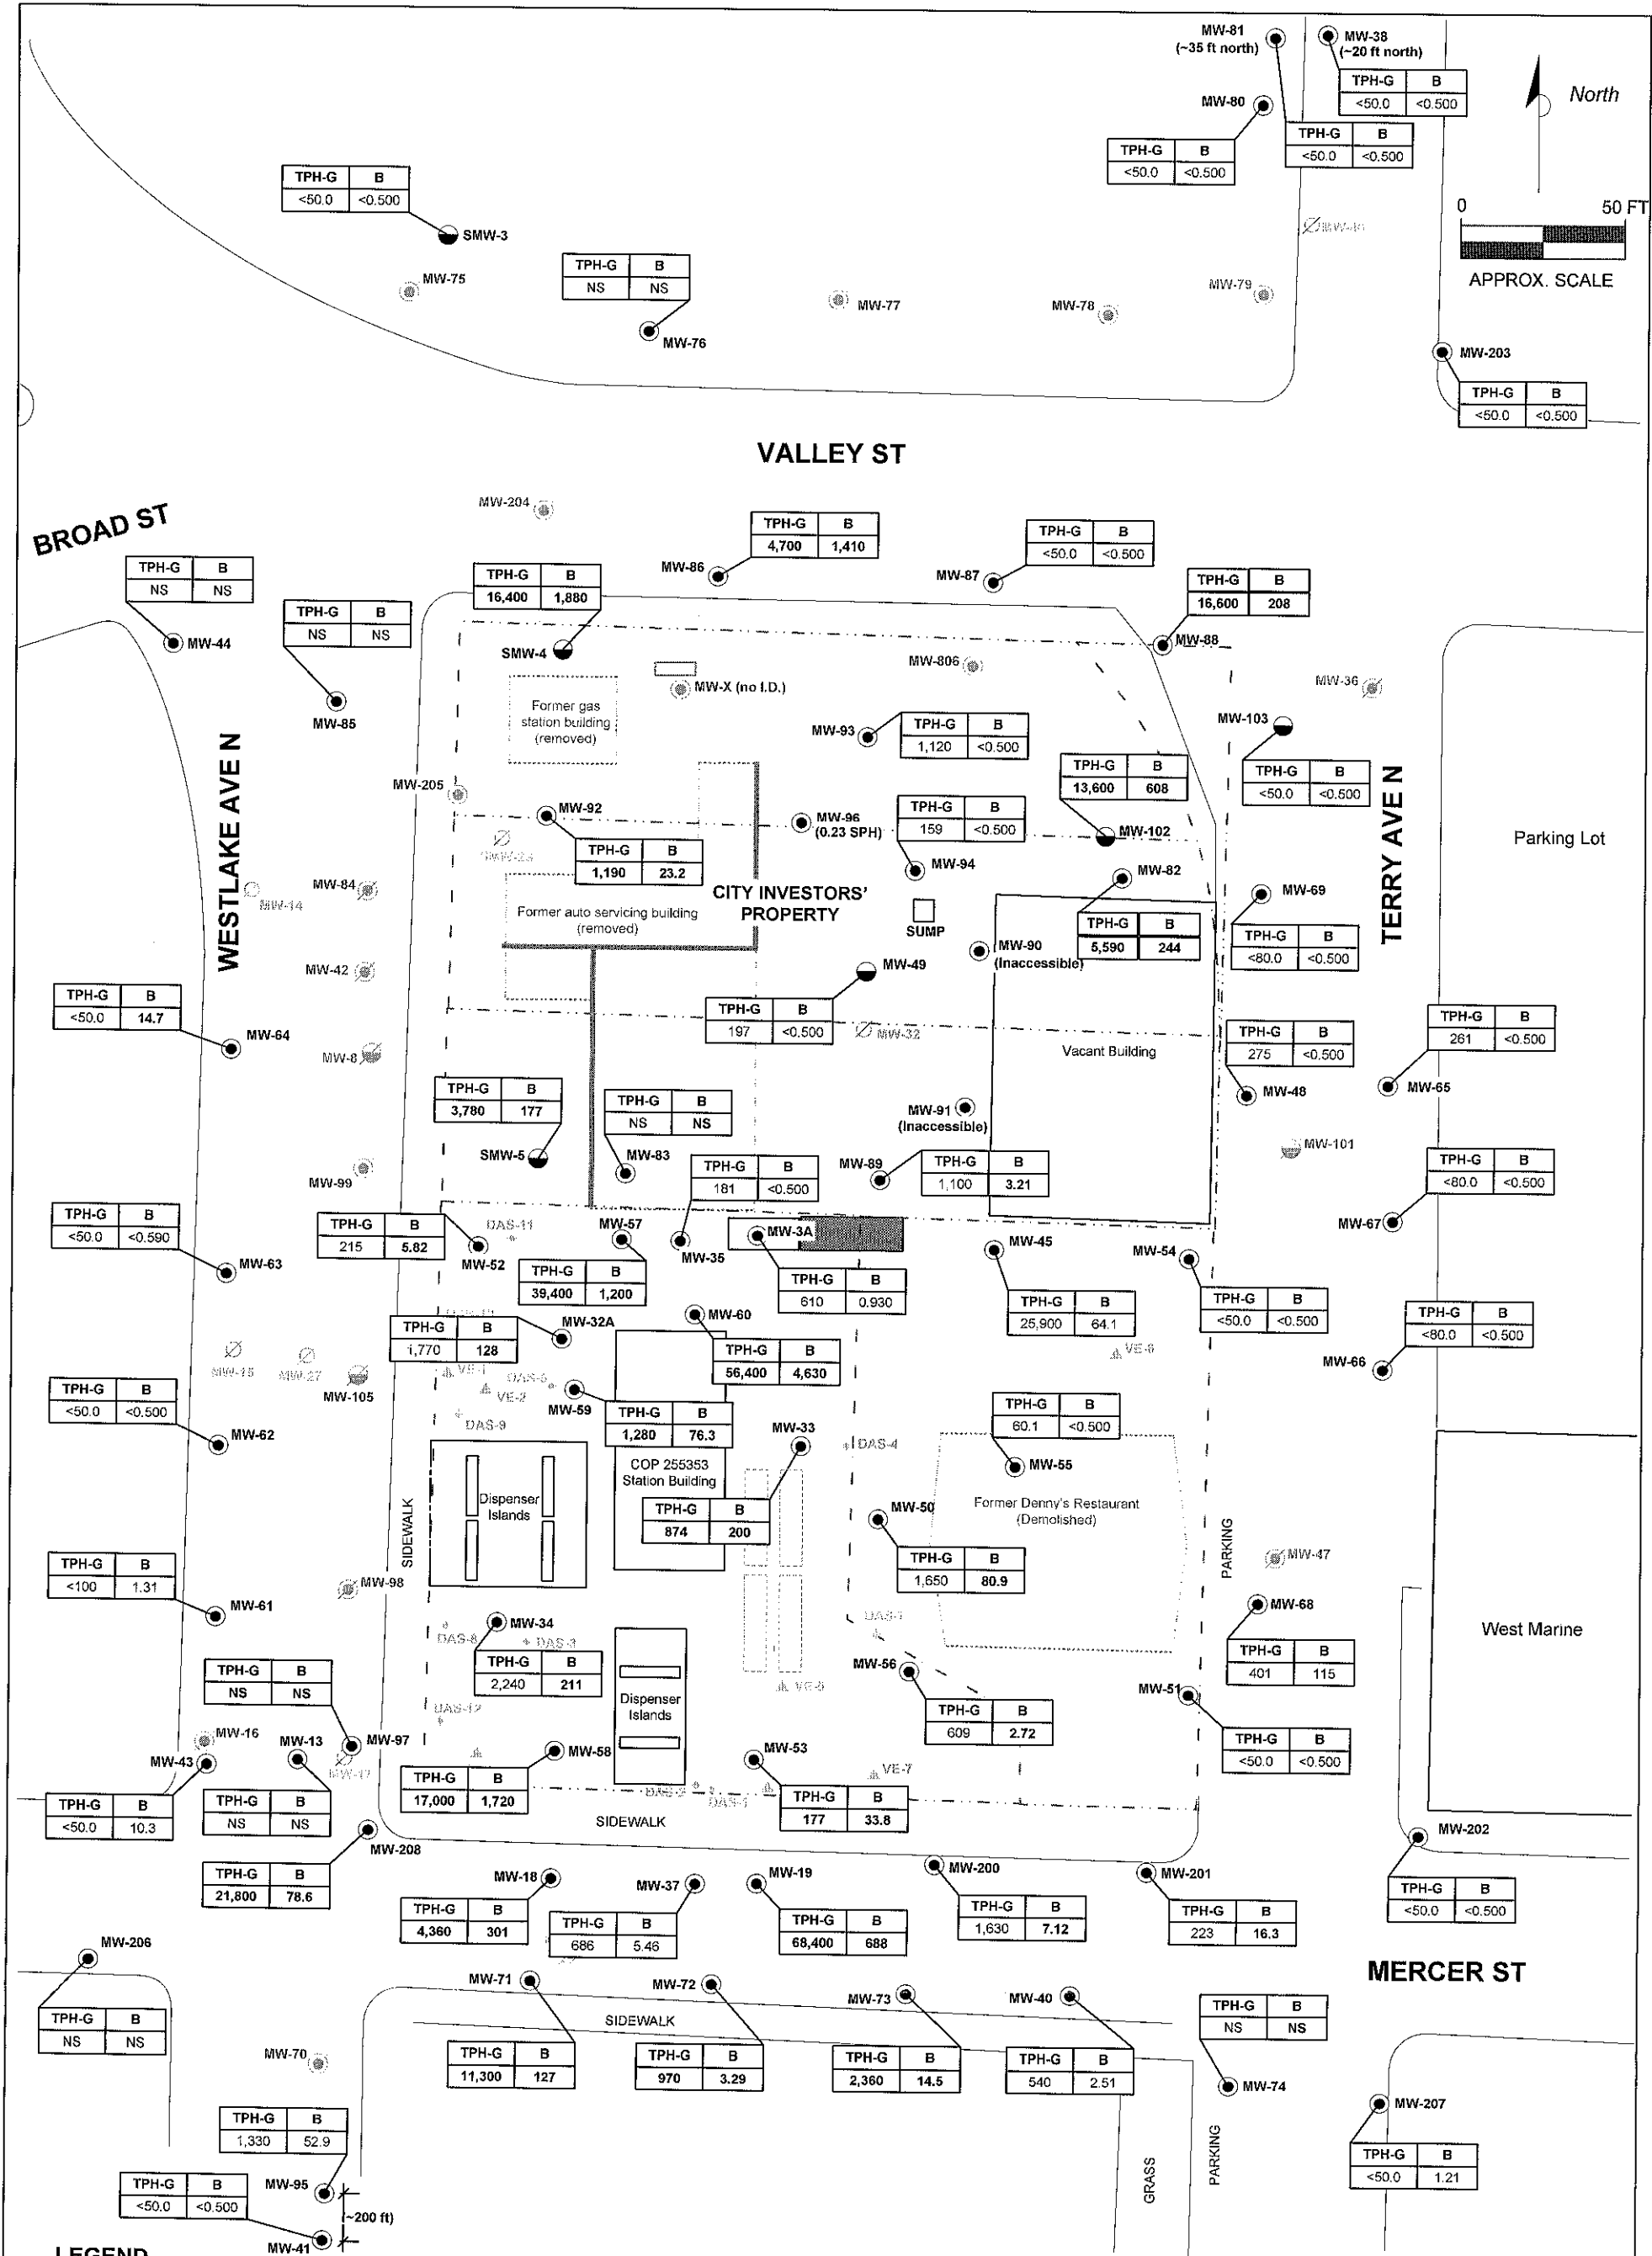 MW-81
(~35 ft north)
MW-38
(~20 ft north)
TPH-G B
<50.0 <0.500
North
MW-80
TPH-G B
<50.0 <0.500
TPH-G B
<50.0 <0.500
TPH-G B
<50.0 <0.500
SMW-3
0 50 FT
APPROX. SCALE
MW-75
TPH-G B
NS NS
MW-76
MW-77
MW-78
MW-79
MW-203
TPH-G B
<50.0 <0.500
VALLEY ST
BROAD ST
MW-204
TPH-G B
4,700 1,410
MW-86
TPH-G B
<50.0 <0.500
MW-87
TPH-G B
NS NS
MW-44
TPH-G B
NS NS
MW-85
TPH-G B
16,400 1,880
SMW-4
TPH-G B
16,600 208
MW-88
MW-806
MW-X (no I.D.)
MW-36
Former gas
station building
(removed)
MW-93
TPH-G B
1,120 <0.500
MW-103
TPH-G B
<50.0 <0.500
WESTLAKE AVE N
TERRY AVE N
MW-205
MW-92
TPH-G B
1,190 23.2
MW-96
(0.23 SPH)
TPH-G B
159 <0.500
MW-94
TPH-G B
13,600 608
MW-102
Parking Lot
MW-84
MW-14
Former auto servicing building
(removed)
CITY INVESTORS'
PROPERTY
SUMP
MW-82
TPH-G B
5,590 244
MW-69
TPH-G B
<80.0 <0.500
MW-42
MW-90
(Inaccessible)
MW-49
TPH-G B
197 <0.500
MW-32
TPH-G B
<50.0 14.7
MW-64
MW-8
Vacant Building
TPH-G B
275 <0.500
MW-48
TPH-G B
261 <0.500
MW-65
TPH-G B
3,780 177
SMW-5
TPH-G B
NS NS
MW-83
MW-91
(Inaccessible)
MW-101
MW-99
TPH-G B
181 <0.500
MW-35
MW-89
TPH-G B
1,100 3.21
TPH-G B
<80.0 <0.500
MW-67
TPH-G B
<50.0 <0.590
MW-63
TPH-G B
215 5.82
MW-52
DAS-11
MW-57
TPH-G B
39,400 1,200
MW-3A
TPH-G B
610 0.930
MW-45
TPH-G B
25,900 64.1
MW-54
TPH-G B
<50.0 <0.500
TPH-G B
1,770 128
MW-32A
MW-60
TPH-G B
56,400 4,630
TPH-G B
<80.0 <0.500
MW-66
MW-15
MW-27
MW-105
VE-1
VE-2
DAS-5
DAS-9
MW-59
TPH-G B
1,280 76.3
VE-8
TPH-G B
<50.0 <0.500
MW-62
MW-33
TPH-G B
874 200
DAS-4
TPH-G B
60.1 <0.500
MW-55
COP 255353
Station Building
Dispenser
Islands
SIDEWALK
MW-50
TPH-G B
1,650 80.9
Former Denny's Restaurant
(Demolished)
PARKING
MW-47
TPH-G B
<100 1.31
MW-61
MW-98
MW-34
TPH-G B
2,240 211
DAS-8
DAS-3
MW-68
TPH-G B
401 115
West Marine
TPH-G B
NS NS
MW-97
MW-56
TPH-G B
609 2.72
MW-51
TPH-G B
<50.0 <0.500
Dispenser
Islands
DAS-12
MW-16
MW-43
TPH-G B
<50.0 10.3
MW-13
TPH-G B
NS NS
MW-58
TPH-G B
17,000 1,720
MW-53
TPH-G B
177 33.8
VE-7
DAS-1
SIDEWALK
MW-208
TPH-G B
21,800 78.6
MW-202
TPH-G B
<50.0 <0.500
MW-18
TPH-G B
4,360 301
MW-37
TPH-G B
686 5.46
MW-19
TPH-G B
68,400 688
MW-200
TPH-G B
1,630 7.12
MW-201
TPH-G B
223 16.3
MERCER ST
MW-206
TPH-G B
NS NS
MW-71
TPH-G B
11,300 127
MW-72
TPH-G B
970 3.29
MW-73
TPH-G B
2,360 14.5
MW-40
TPH-G B
540 2.51
SIDEWALK
TPH-G B
NS NS
MW-74
MW-70
MW-207
TPH-G B
<50.0 1.21
TPH-G B
1,330 52.9
MW-95
TPH-G B
<50.0 <0.500
MW-41
~200 ft)
GRASS
PARKING
LEGEND